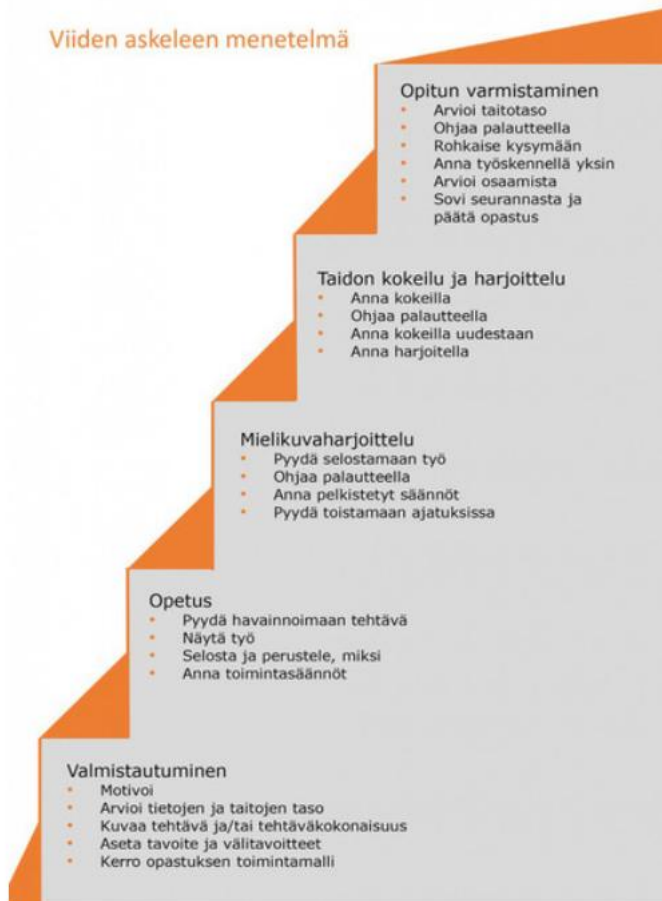 Viiden askeleen menetelmä
Opitun varmistaminen
• Arvioi taitotaso
• Ohjaa palautteella
• Rohkaise kysymään
• Anna työskennellä yksin
• Arvioi osaamista
• Sovi seurannasta ja
päätä opastus
Taidon kokeilu ja harjoittelu
• Anna kokeilla
• Ohjaa palautteella
• Anna kokeilla uudestaan
• Anna harjoitella
Mielikuvaharjoittelu
• Pyydä selostamaan työ
• Ohjaa palautteella
• Anna pelkistetyt säännöt
• Pyydä toistamaan ajatuksissa
Opetus
• Pyydä havainnoimaan tehtävä
• Näytä työ
• Selosta ja perustele, miksi
• Anna toimintasäännöt
Valmistautuminen
• Motivoi
• Arvioi tietojen ja taitojen taso
• Kuvaa tehtävä ja/tai tehtäväkokonaisuus
• Aseta tavoite ja välitavoitteet
• Kerro opastuksen toimintamalli